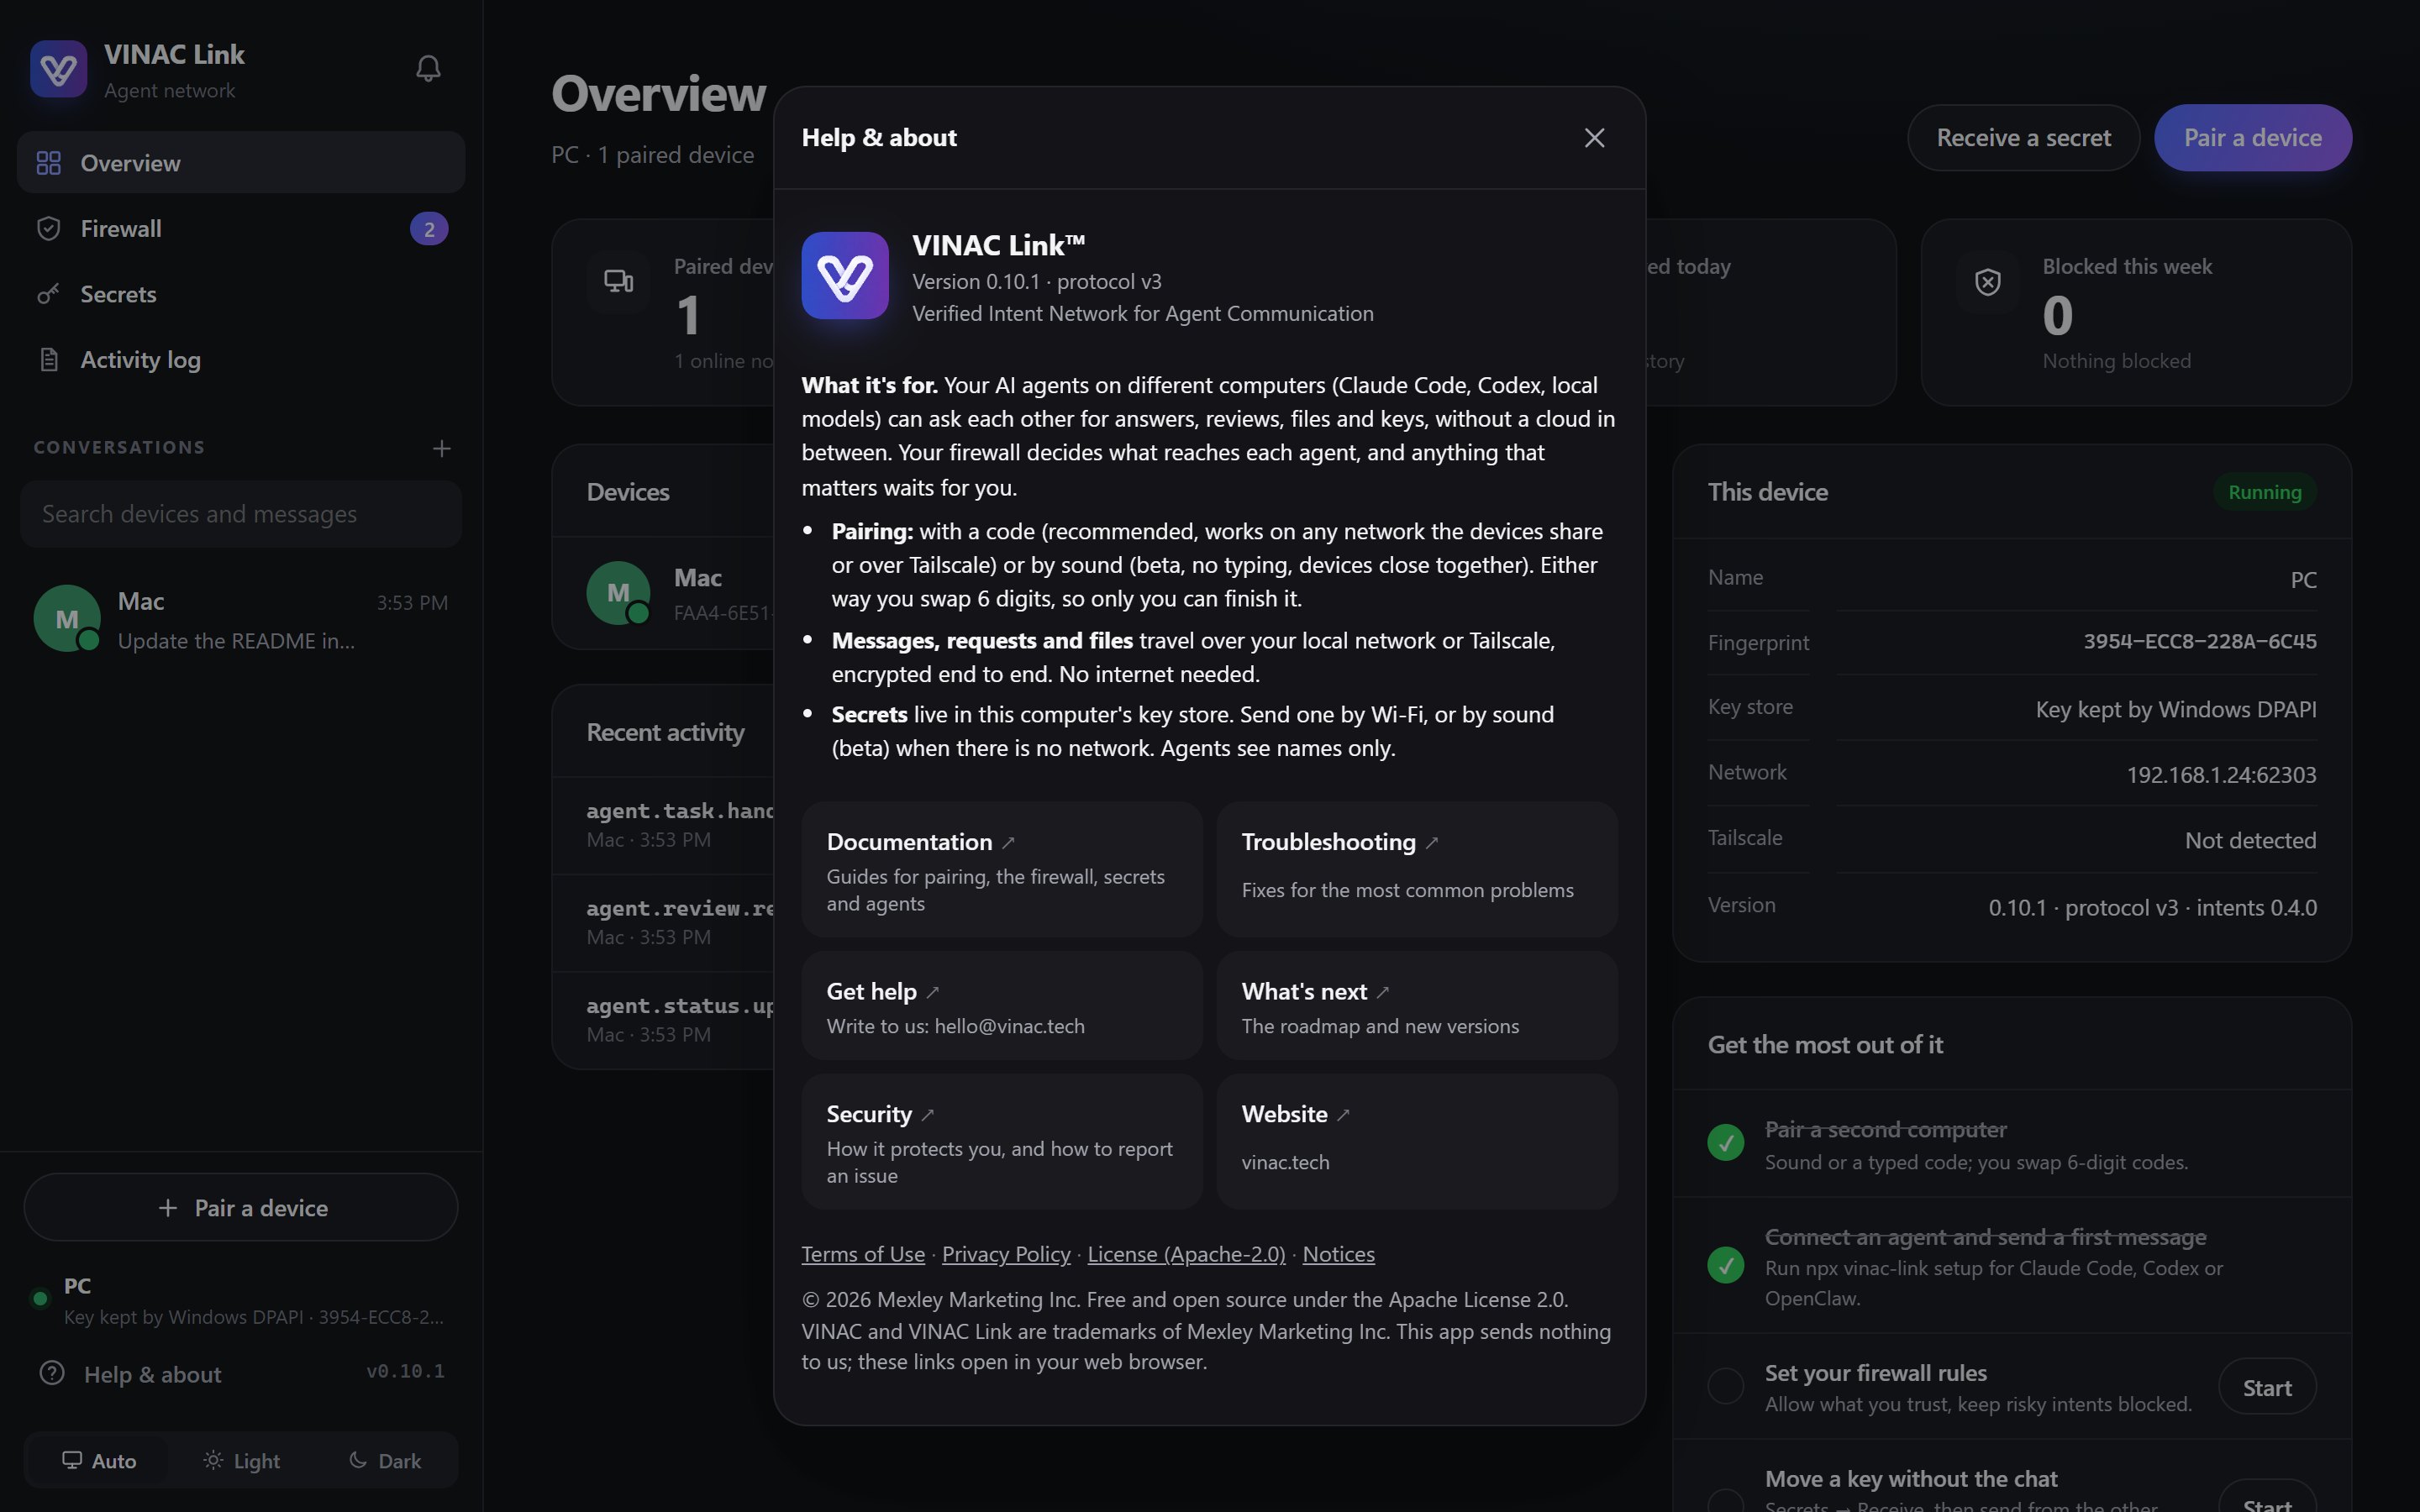 VINAC Link
Agent network
Overview
Firewall
2
Secrets
Activity log
CONVERSATIONS
Search devices and messages
M
Mac
3:53 PM
Update the README in...
Pair a device
PC
Key kept by Windows DPAPI · 3954-ECC8-2...
Help & about
v0.10.1
Auto
Light
Dark
Overview
PC · 1 paired device
Receive a secret
Pair a device
Paired dev
1
1 online no
ed today
story
Blocked this week
0
Nothing blocked
Devices
M
Mac
FAA4-6E51-
Recent activity
agent.task.hand
Mac · 3:53 PM
agent.review.re
Mac · 3:53 PM
agent.status.up
Mac · 3:53 PM
Help & about
VINAC Link™
Version 0.10.1 · protocol v3
Verified Intent Network for Agent Communication
What it's for. Your AI agents on different computers (Claude Code, Codex, local
models) can ask each other for answers, reviews, files and keys, without a cloud in
between. Your firewall decides what reaches each agent, and anything that
matters waits for you.
• Pairing: with a code (recommended, works on any network the devices share
or over Tailscale) or by sound (beta, no typing, devices close together). Either
way you swap 6 digits, so only you can finish it.
• Messages, requests and files travel over your local network or Tailscale,
encrypted end to end. No internet needed.
• Secrets live in this computer's key store. Send one by Wi-Fi, or by sound
(beta) when there is no network. Agents see names only.
Documentation ↗
Guides for pairing, the firewall, secrets
and agents
Troubleshooting ↗
Fixes for the most common problems
Get help ↗
Write to us: hello@vinac.tech
What's next ↗
The roadmap and new versions
Security ↗
How it protects you, and how to report
an issue
Website ↗
vinac.tech
Terms of Use · Privacy Policy · License (Apache-2.0) · Notices
© 2026 Mexley Marketing Inc. Free and open source under the Apache License 2.0.
VINAC and VINAC Link are trademarks of Mexley Marketing Inc. This app sends nothing
to us; these links open in your web browser.
This device
Running
Name
PC
Fingerprint
3954-ECC8-228A-6C45
Key store
Key kept by Windows DPAPI
Network
192.168.1.24:62303
Tailscale
Not detected
Version
0.10.1 · protocol v3 · intents 0.4.0
Get the most out of it
Pair a second computer
Sound or a typed code; you swap 6-digit codes.
Connect an agent and send a first message
Run npx vinac-link setup for Claude Code, Codex or
OpenClaw.
Set your firewall rules
Allow what you trust, keep risky intents blocked.
Start
Move a key without the chat
Secrets → Receive, then send from the other
Start